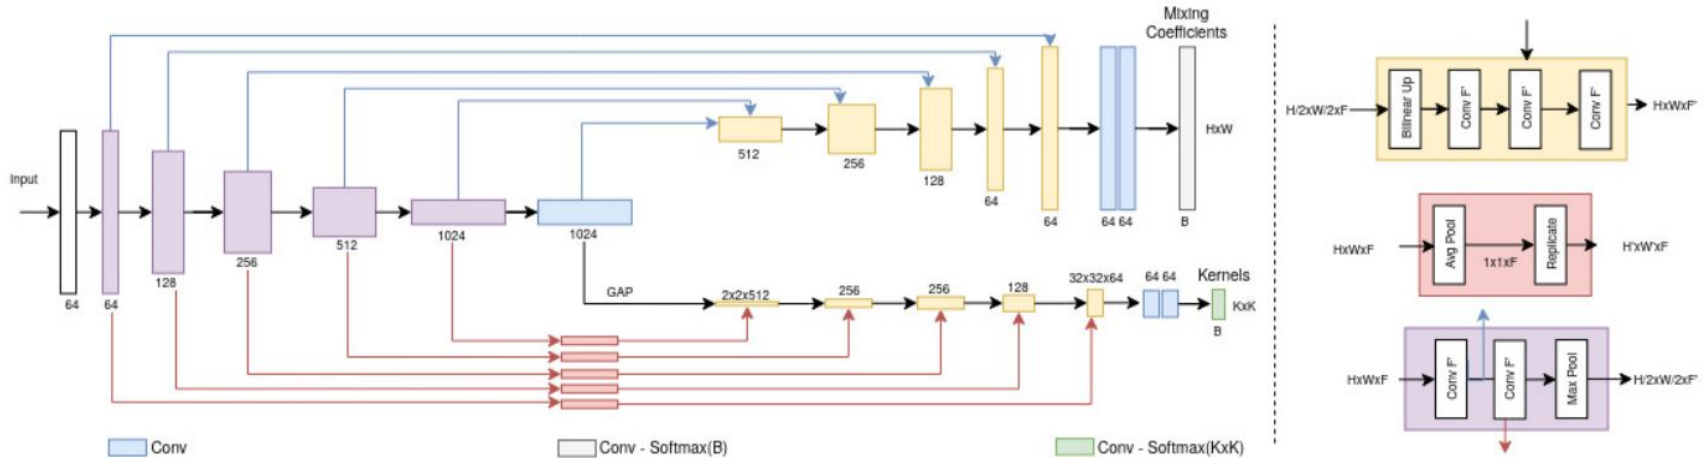 Mixing
Coefficients
Input
64
64
128
256
512
1024
1024
512
256
128
64
64
64 64
B
HxW
GAP
2x2x512
256
256
128
32x32x64
64 64
Kernels
KxK
B
Conv
Conv - Softmax(B)
Conv - Softmax(KxK)
H/2xW/2xF
Bilinear Up
Conv F'
Conv F'
Conv F'
HxWxF'
HxWxF
Avg Pool
1x1xF
Replicate
H'xW'xF
HxWxF
Conv F'
Conv F'
Max Pool
H/2xW/2xF'